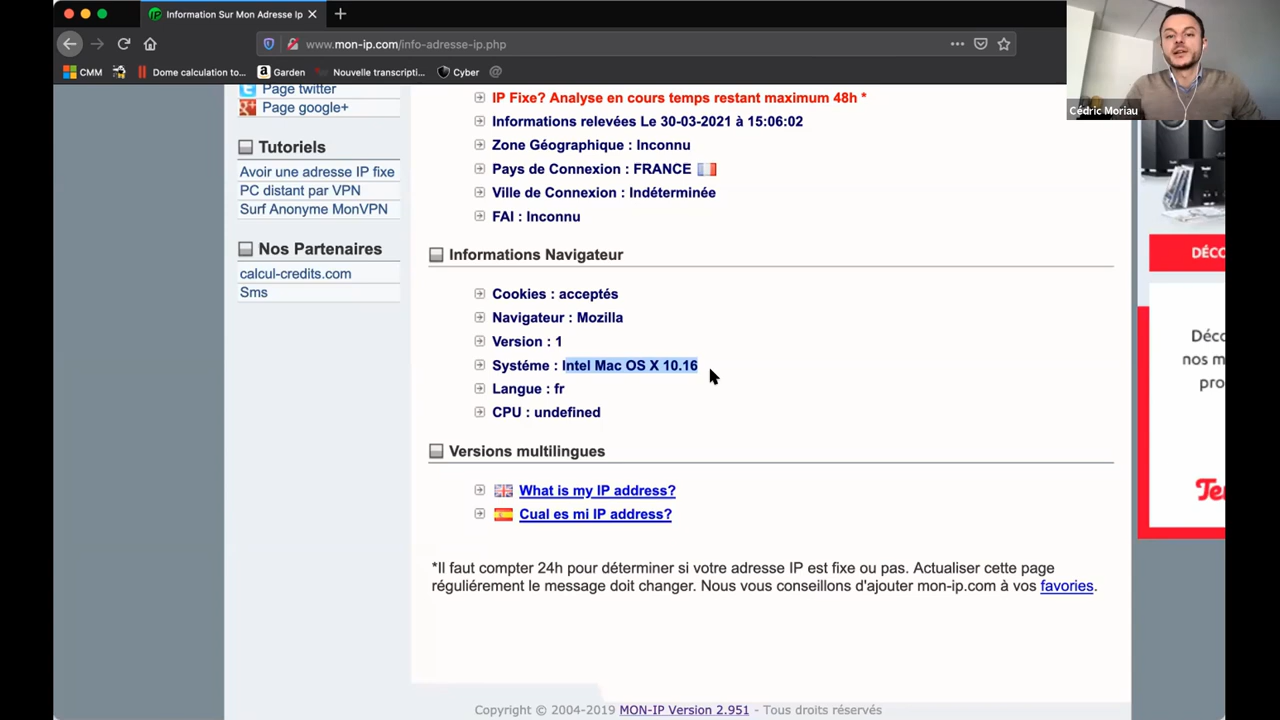 Information Sur Mon Adresse Ip
www.mon-ip.com/info-adresse-ip.php
CMM
Dome calculation to...
a Garden
Nouvelle transcripti...
Cyber
Cédric Moriau
Page twitter
Page google+
Tutoriels
Avoir une adresse IP fixe
PC distant par VPN
Surf Anonyme MonVPN
Nos Partenaires
calcul-credits.com
Sms
IP Fixe? Analyse en cours temps restant maximum 48h *
Informations relevées Le 30-03-2021 à 15:06:02
Zone Géographique : Inconnu
Pays de Connexion : FRANCE
Ville de Connexion : Indéterminée
FAI : Inconnu
Informations Navigateur
Cookies : acceptés
Navigateur : Mozilla
Version : 1
Systéme : Intel Mac OS X 10.16
Langue : fr
CPU : undefined
Versions multilingues
What is my IP address?
Cual es mi IP address?
*Il faut compter 24h pour déterminer si votre adresse IP est fixe ou pas. Actualiser cette page
réguliérement le message doit changer. Nous vous conseillons d'ajouter mon-ip.com à vos favories.
Copyright © 2004-2019 MON-IP Version 2.951 - Tous droits réservés
DÉCO
Déco
nos m
pro
Te